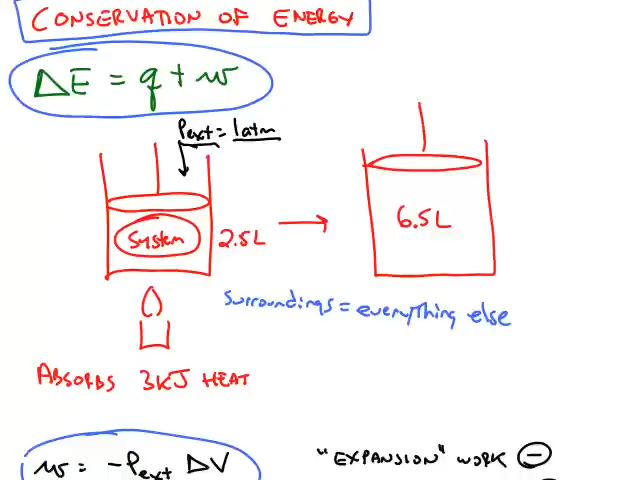 CONSERVATION OF ENERGY
ΔE = q + w
Pext = 1atm
System
2.5L
6.5L
Surroundings = everything else
ABSORBS 3KJ HEAT
w = -Pext ΔV
"EXPANSION" WORK -